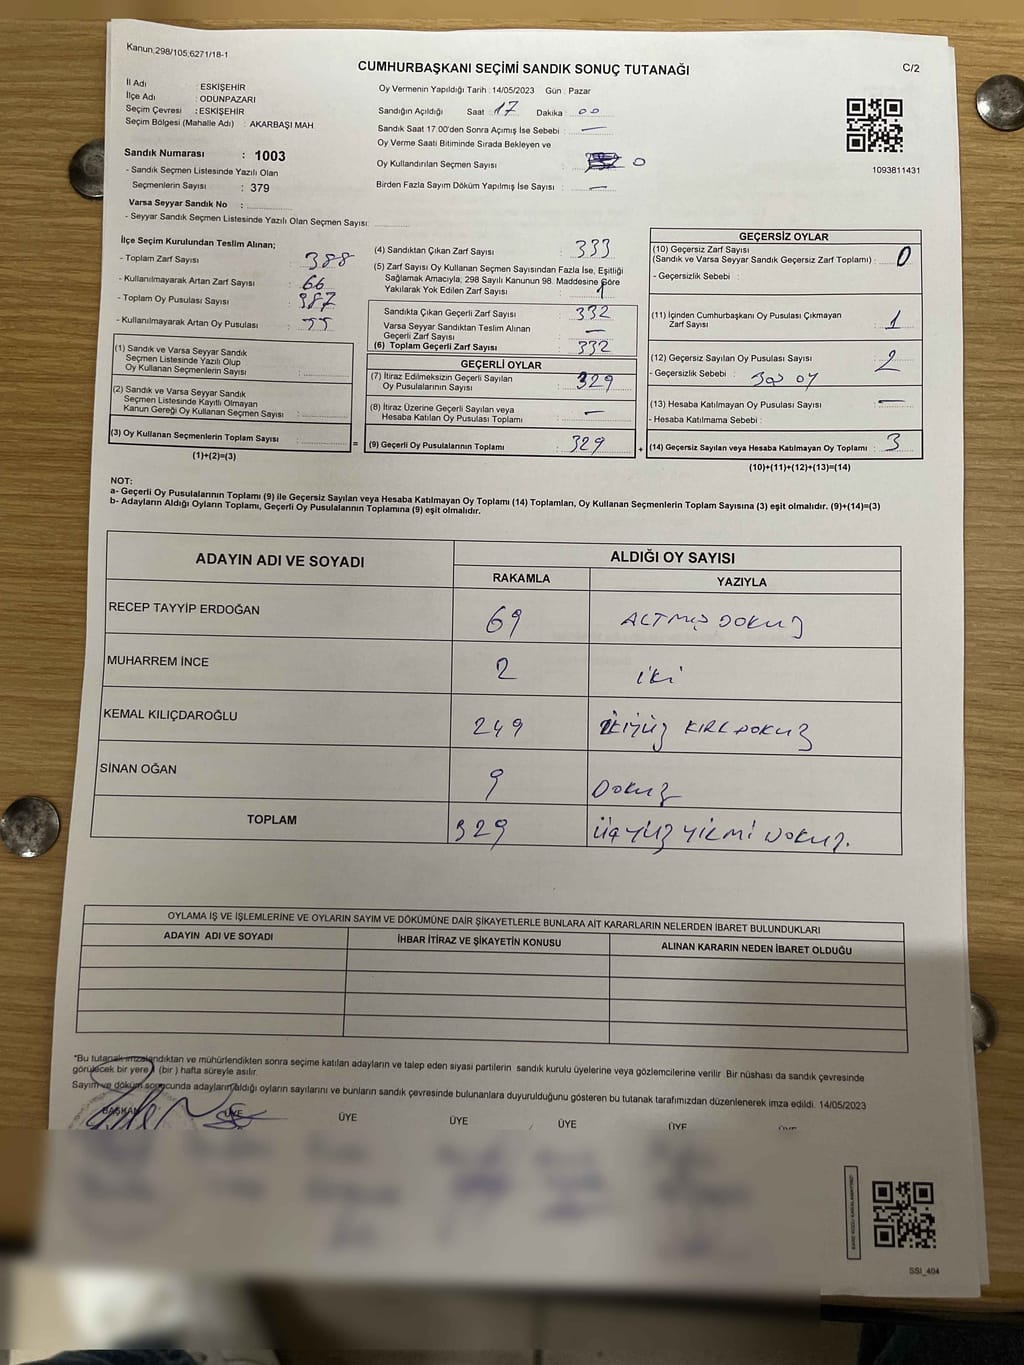 Kanun.298/105,6271/18-1
CUMHURBAŞKANI SEÇİMİ SANDIK SONUÇ TUTANAĞI
C/2
İl Adı : ESKİŞEHİR
İlçe Adı : ODUNPAZARI
Seçim Çevresi : ESKİŞEHİR
Seçim Bölgesi (Mahalle Adı) : AKARBAŞI MAH
Sandık Numarası : 1003
- Sandık Seçmen Listesinde Yazılı Olan
Seçmenlerin Sayısı : 379
Varsa Seyyar Sandık No :
- Seyyar Sandık Seçmen Listesinde Yazılı Olan Seçmen Sayısı:
Oy Vermenin Yapıldığı Tarih : 14/05/2023 Gün : Pazar
Sandığın Açıldığı Saat 17 Dakika : 00
Sandık Saat 17:00'den Sonra Açımış İse Sebebi : —
Oy Verme Saati Bitiminde Sırada Bekleyen ve
Oy Kullandırılan Seçmen Sayısı : 0
Birden Fazla Sayım Döküm Yapılmış İse Sayısı : —
1093811431
İlçe Seçim Kurulundan Teslim Alınan;
- Toplam Zarf Sayısı : 388
- Kullanılmayarak Artan Zarf Sayısı : 66
- Toplam Oy Pusulası Sayısı : 387
- Kullanılmayarak Artan Oy Pusulası : 55
(1) Sandık ve Varsa Seyyar Sandık
Seçmen Listesinde Yazılı Olup
Oy Kullanan Seçmenlerin Sayısı :
(2) Sandık ve Varsa Seyyar Sandık
Seçmen Listesinde Kayıtlı Olmayan
Kanun Gereği Oy Kullanan Seçmen Sayısı :
(3) Oy Kullanan Seçmenlerin Toplam Sayısı :
(1)+(2)=(3)
(4) Sandıktan Çıkan Zarf Sayısı : 333
(5) Zarf Sayısı Oy Kullanan Seçmen Sayısından Fazla İse, Eşitliği
Sağlamak Amacıyla, 298 Sayılı Kanunun 98. Maddesine Göre
Yakılarak Yok Edilen Zarf Sayısı : 1
Sandıkta Çıkan Geçerli Zarf Sayısı : 332
Varsa Seyyar Sandıktan Teslim Alınan
Geçerli Zarf Sayısı : —
(6) Toplam Geçerli Zarf Sayısı : 332
GEÇERLİ OYLAR
(7) İtiraz Edilmeksizin Geçerli Sayılan
Oy Pusulalarının Sayısı : 329
(8) İtiraz Üzerine Geçerli Sayılan veya
Hesaba Katılan Oy Pusulası Toplamı : —
= (9) Geçerli Oy Pusulalarının Toplamı : 329
GEÇERSİZ OYLAR
(10) Geçersiz Zarf Sayısı
(Sandık ve Varsa Seyyar Sandık Geçersiz Zarf Toplamı) : 0
- Geçersizlik Sebebi :
(11) İçinden Cumhurbaşkanı Oy Pusulası Çıkmayan
Zarf Sayısı : 1
(12) Geçersiz Sayılan Oy Pusulası Sayısı : 2
- Geçersizlik Sebebi : OY
(13) Hesaba Katılmayan Oy Pusulası Sayısı : —
- Hesaba Katılmama Sebebi :
+ (14) Geçersiz Sayılan veya Hesaba Katılmayan Oy Toplamı : 3
(10)+(11)+(12)+(13)=(14)
NOT:
a- Geçerli Oy Pusulalarının Toplamı (9) ile Geçersiz Sayılan veya Hesaba Katılmayan Oy Toplamı (14) Toplamları, Oy Kullanan Seçmenlerin Toplam Sayısına (3) eşit olmalıdır. (9)+(14)=(3)
b- Adayların Aldığı Oyların Toplamı, Geçerli Oy Pusulalarının Toplamına (9) eşit olmalıdır.
ADAYIN ADI VE SOYADI
ALDIĞI OY SAYISI
RAKAMLA YAZIYLA
RECEP TAYYİP ERDOĞAN 69 ALTMIŞ DOKUZ
MUHARREM İNCE 2 İKİ
KEMAL KILIÇDAROĞLU 249 İKİYÜZ KIRK DOKUZ
SİNAN OĞAN 9 DOKUZ
TOPLAM 329 ÜÇYÜZ YİRMİ DOKUZ.
OYLAMA İŞ VE İŞLEMLERİNE VE OYLARIN SAYIM VE DÖKÜMÜNE DAİR ŞİKAYETLERLE BUNLARA AİT KARARLARIN NELERDEN İBARET BULUNDUKLARI
ADAYIN ADI VE SOYADI İHBAR İTİRAZ VE ŞİKAYETİN KONUSU ALINAN KARARIN NEDEN İBARET OLDUĞU
*Bu tutanak imzalandıktan ve mühürlendikten sonra seçime katılan adayların ve talep eden siyasi partilerin sandık kurulu üyelerine veya gözlemcilerine verilir. Bir nüshası da sandık çevresinde
görülecek bir yere 1 (bir) hafta süreyle asılır.
Sayım ve döküm sonucunda adayların aldığı oyların sayılarını ve bunların sandık çevresinde bulunanlara duyurulduğunu gösteren bu tutanak tarafımızdan düzenlenerek imza edildi. 14/05/2023
BAŞKAN ÜYE ÜYE ÜYE ÜYE ÜYE ÜYE
SSI_404